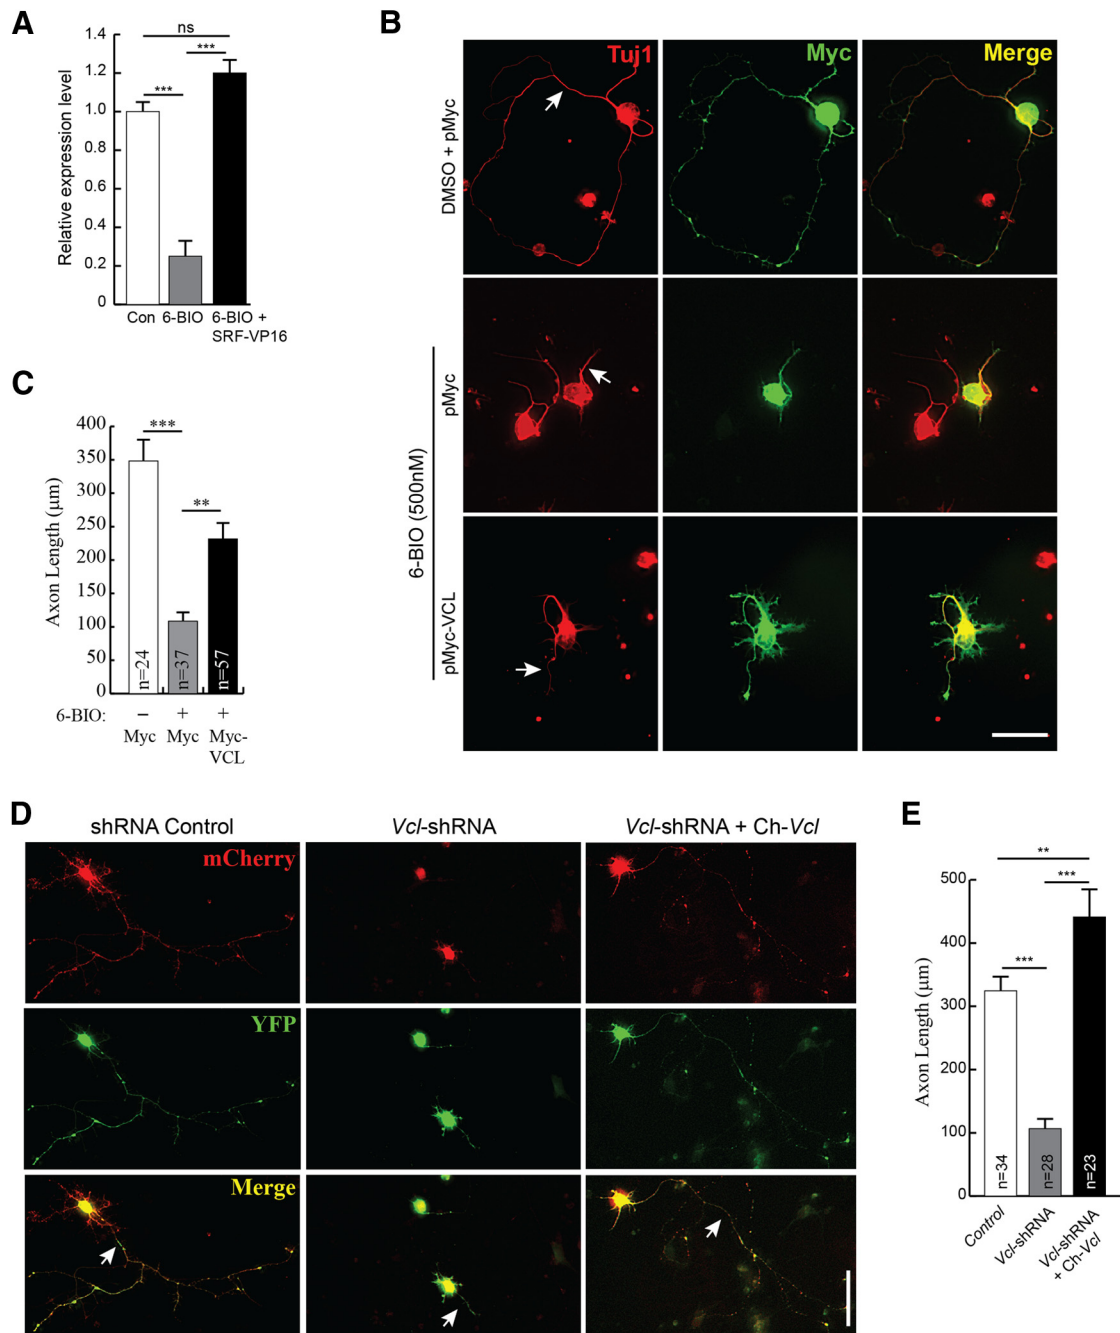 A
Relative expression level
1.4
1.2
1.0
0.8
0.6
0.4
0.2
0
ns
***
***
Con
6-BIO
6-BIO +
SRF-VP16
B
Tuj1
Myc
Merge
DMSO + pMyc
6-BIO (500nM)
pMyc
pMyc-VCL
C
Axon Length (μm)
400
350
300
250
200
150
100
50
0
***
**
n=24
n=37
n=57
6-BIO:
–
+
+
Myc
Myc
Myc-
VCL
D
shRNA Control
Vcl-shRNA
Vcl-shRNA + Ch-Vcl
mCherry
YFP
Merge
E
Axon Length (μm)
500
400
300
200
100
0
**
***
***
n=34
n=28
n=23
Control
Vcl-shRNA
Vcl-shRNA
+ Ch-Vcl